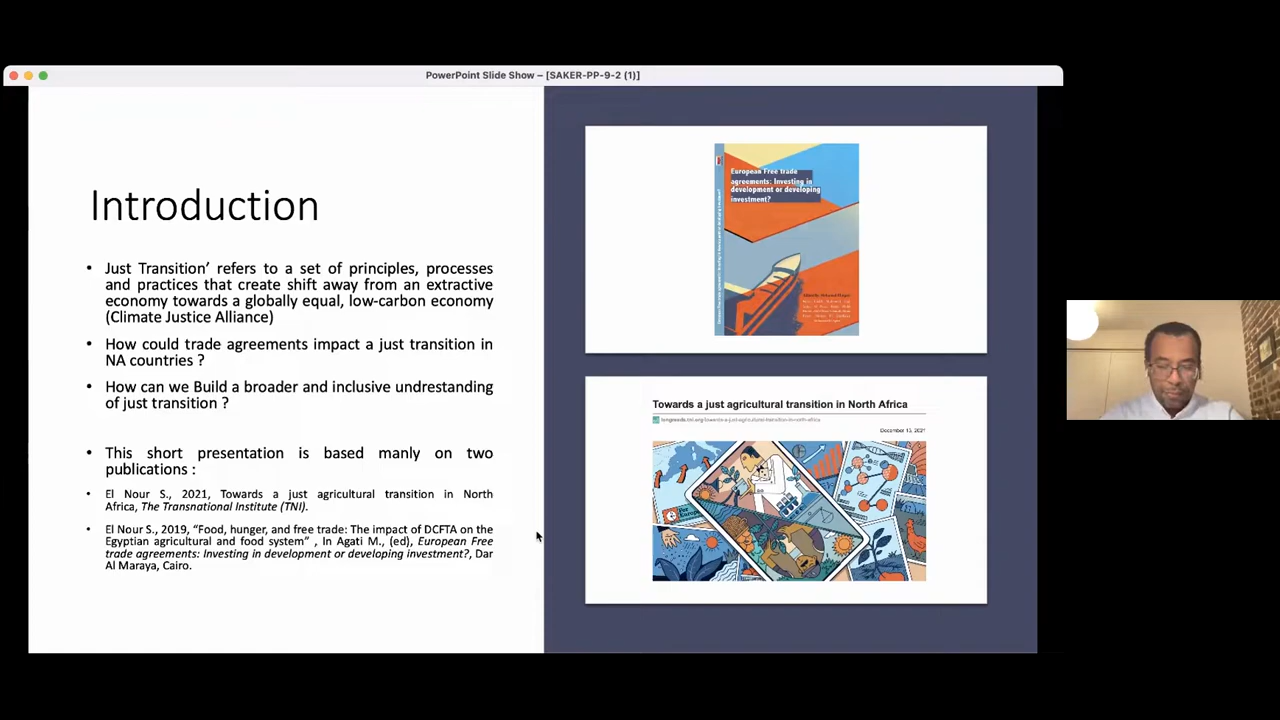 PowerPoint Slide Show – [SAKER-PP-9-2 (1)]
Introduction
• Just Transition’ refers to a set of principles, processes
and practices that create shift away from an extractive
economy towards a globally equal, low-carbon economy
(Climate Justice Alliance)
• How could trade agreements impact a just transition in
NA countries ?
• How can we Build a broader and inclusive undrestanding
of just transition ?
• This short presentation is based manly on two
publications :
• El Nour S., 2021, Towards a just agricultural transition in North
Africa, The Transnational Institute (TNI).
• El Nour S., 2019, “Food, hunger, and free trade: The impact of DCFTA on the
Egyptian agricultural and food system” , In Agati M., (ed), European Free
trade agreements: Investing in development or developing investment?, Dar
Al Maraya, Cairo.
European Free trade
agreements: Investing in
development or developing
investment?
Towards a just agricultural transition in North Africa
December 13, 2021